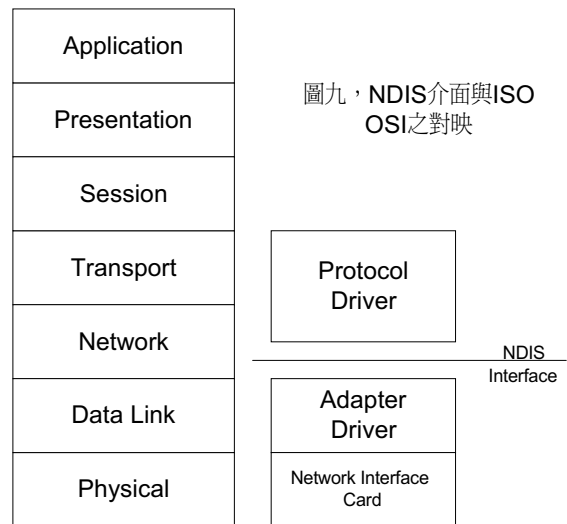 Application
Presentation
Session
Transport
Network
Data Link
Physical
圖九，NDIS介面與ISO
OSI之對映
Protocol
Driver
NDIS
Interface
Adapter
Driver
Network Interface
Card